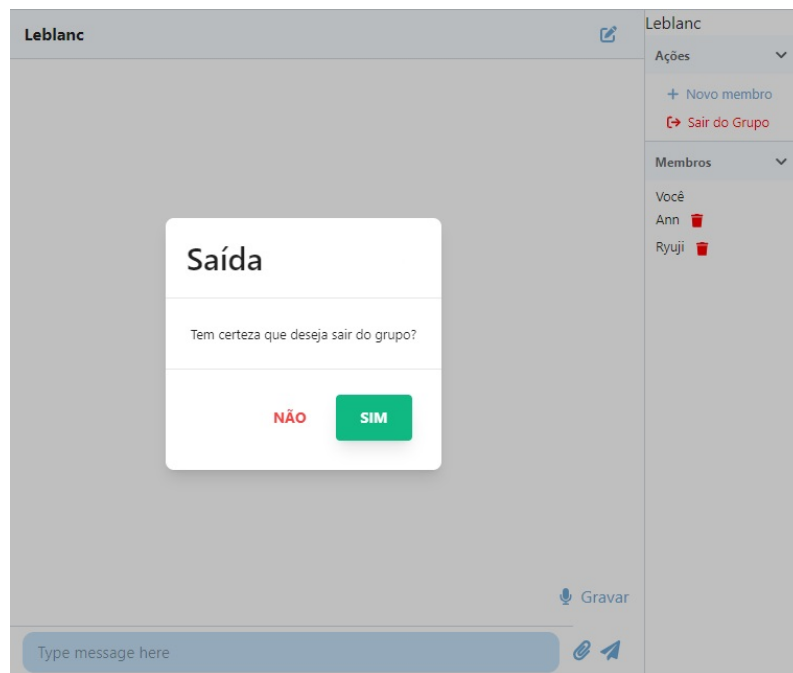 Leblanc
Leblanc
Ações
Novo membro
Sair do Grupo
Membros
Você
Ann
Ryuji
Saída
Tem certeza que deseja sair do grupo?
NÃO SIM
Gravar
Type message here